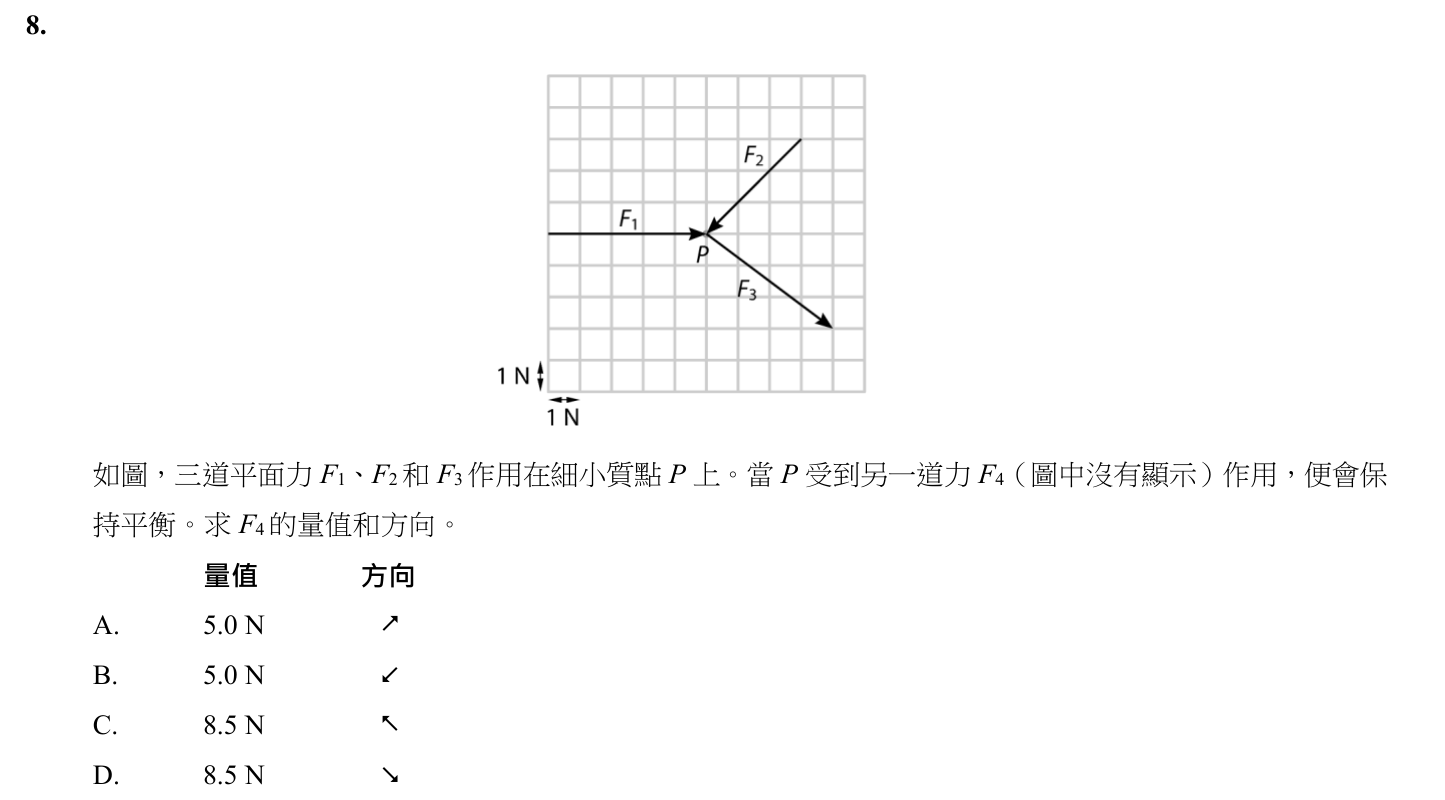 8.
F₂
F₁
P
F₃
1 N
1 N
如圖，三道平面力 F₁、F₂ 和 F₃ 作用在細小質點 P 上。當 P 受到另一道力 F₄（圖中沒有顯示）作用，便會保
持平衡。求 F₄ 的量值和方向。
量值 方向
A. 5.0 N ↗
B. 5.0 N ↙
C. 8.5 N ↖
D. 8.5 N ↘